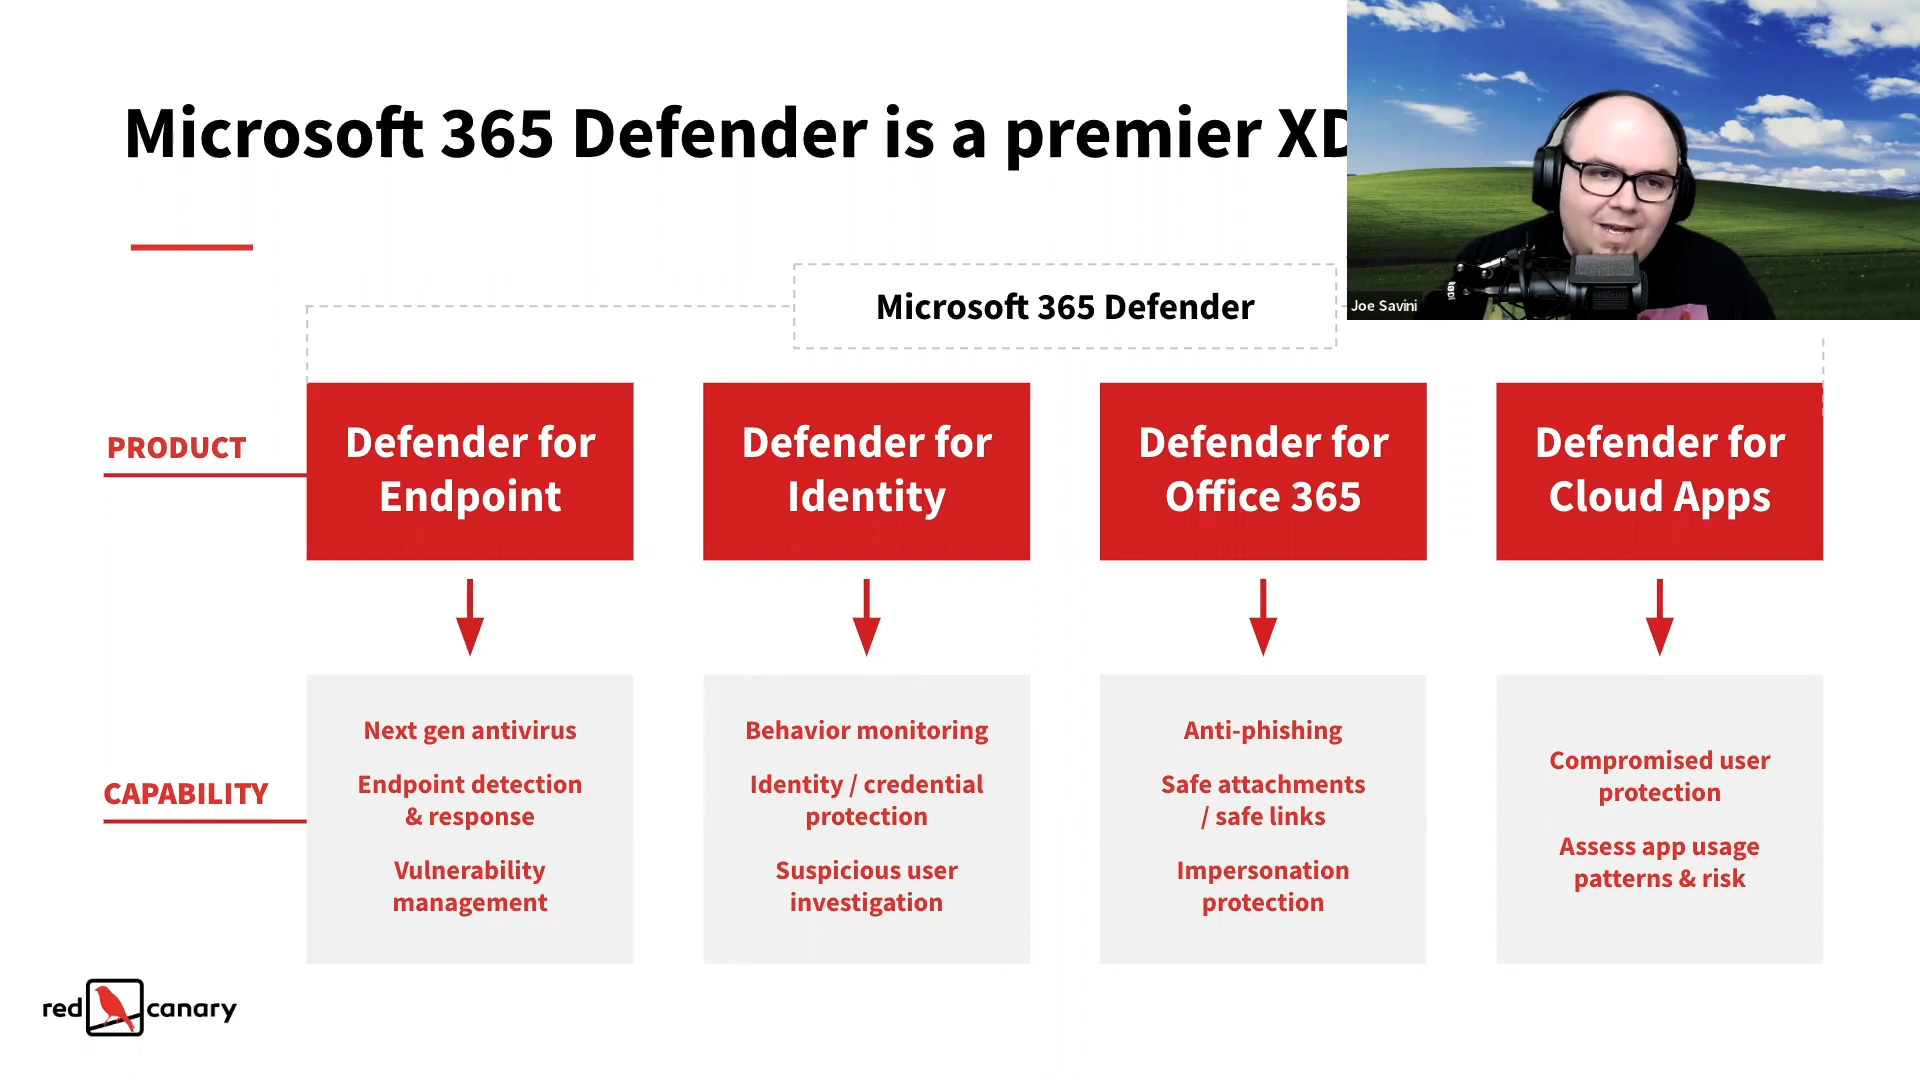 Microsoft 365 Defender is a premier XD
Joe Savini
Microsoft 365 Defender
PRODUCT
Defender for
Endpoint
Defender for
Identity
Defender for
Office 365
Defender for
Cloud Apps
CAPABILITY
Next gen antivirus
Endpoint detection
& response
Vulnerability
management
Behavior monitoring
Identity / credential
protection
Suspicious user
investigation
Anti-phishing
Safe attachments
/ safe links
Impersonation
protection
Compromised user
protection
Assess app usage
patterns & risk
red canary